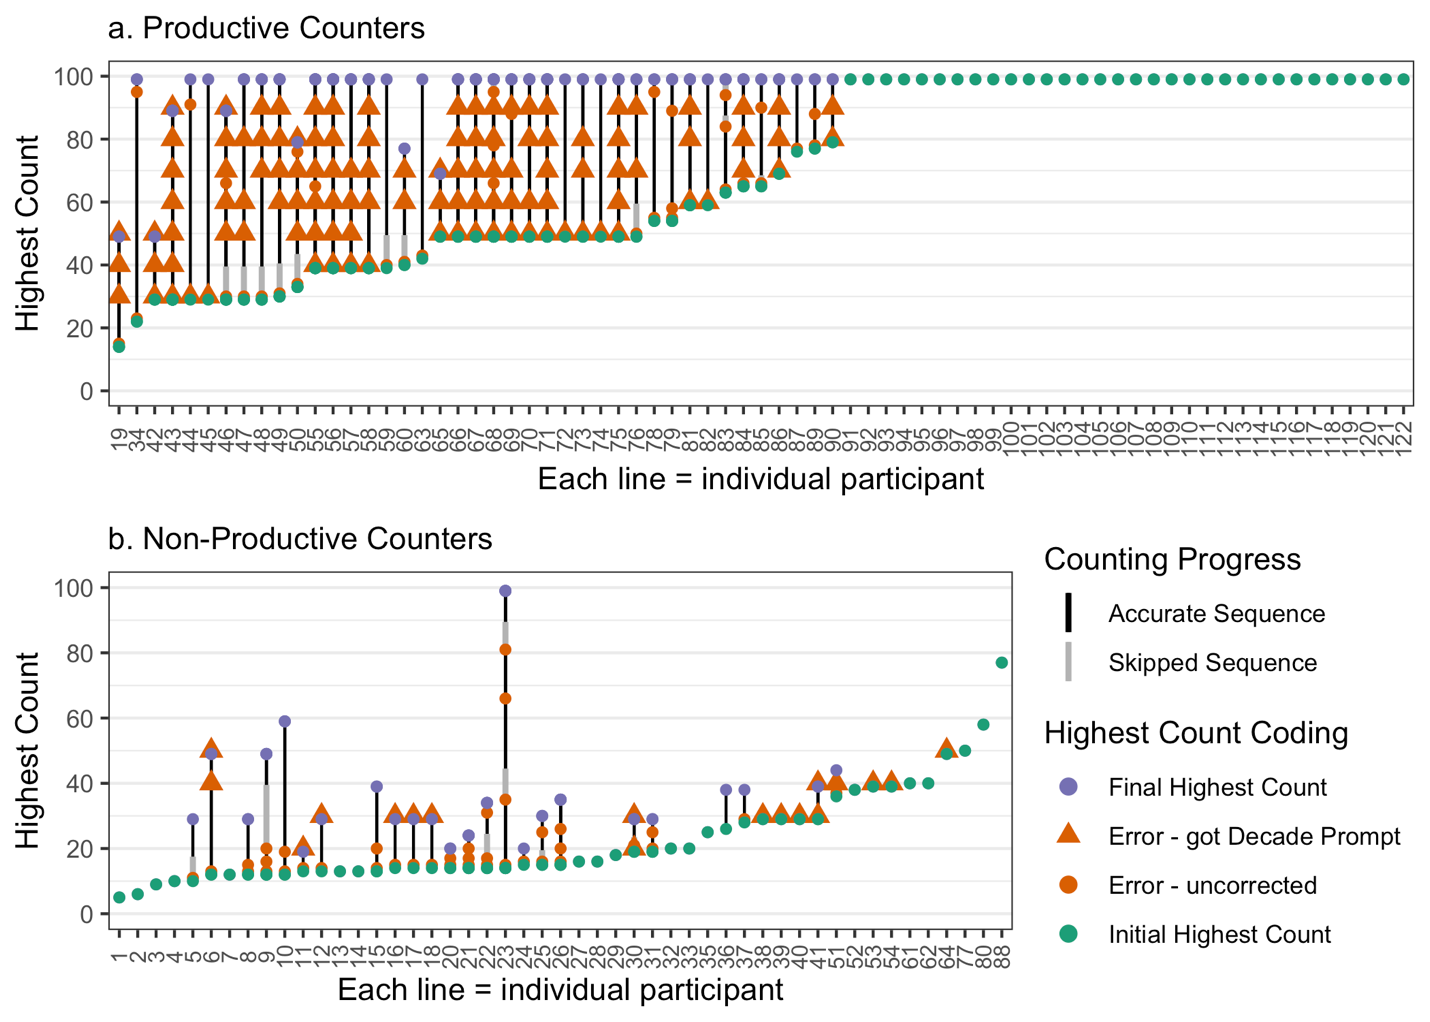 a. Productive Counters
100
80
60
40
20
0
Highest Count
19 34 42 43 44 45 46 47 48 49 50 55 56 57 58 59 60 63 65 66 67 68 69 70 71 72 73 74 75 76 78 79 81 82 83 84 85 86 87 89 90 91 92 93 94 95 96 97 98 99 100 101 102 103 104 105 106 107 108 109 110 111 112 113 114 115 116 117 118 119 120 121 122
Each line = individual participant
b. Non-Productive Counters
100
80
60
40
20
0
Highest Count
1 2 3 4 5 6 7 8 9 10 11 12 13 14 15 16 17 18 20 21 22 23 24 25 26 27 28 29 30 31 32 33 35 36 37 38 39 40 41 51 52 53 54 61 62 64 77 80 88
Each line = individual participant
Counting Progress
Accurate Sequence
Skipped Sequence
Highest Count Coding
Final Highest Count
Error - got Decade Prompt
Error - uncorrected
Initial Highest Count